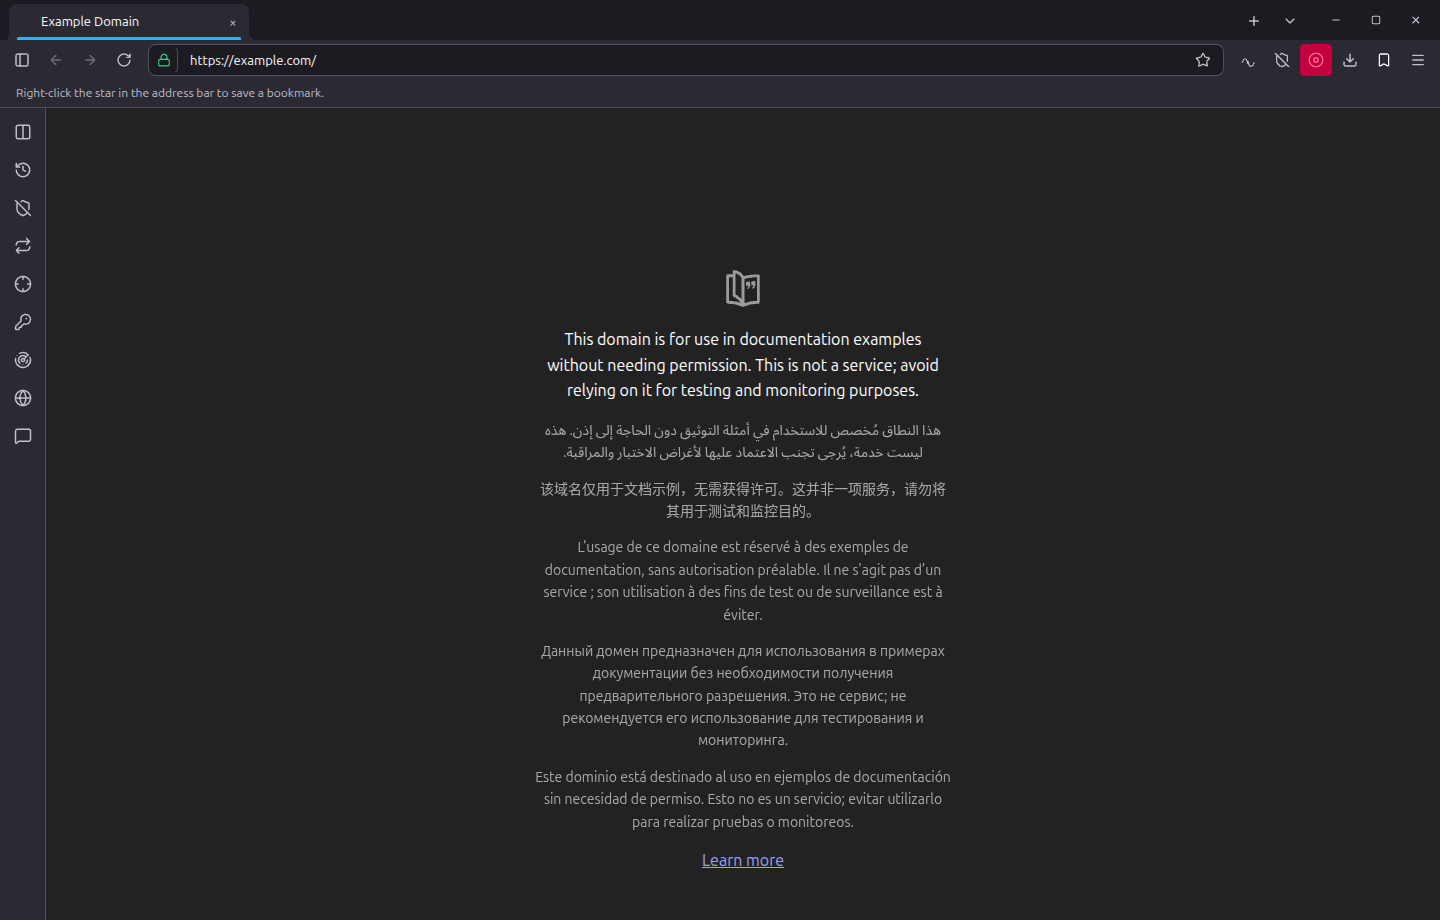 Example Domain
https://example.com/
Right-click the star in the address bar to save a bookmark.
This domain is for use in documentation examples
without needing permission. This is not a service; avoid
relying on it for testing and monitoring purposes.
هذا النطاق مُخصص للاستخدام في أمثلة التوثيق دون الحاجة إلى إذن. هذه
ليست خدمة، يُرجى تجنب الاعتماد عليها لأغراض الاختبار والمراقبة.
该域名仅用于文档示例，无需获得许可。这并非一项服务，请勿将
其用于测试和监控目的。
L’usage de ce domaine est réservé à des exemples de
documentation, sans autorisation préalable. Il ne s’agit pas d’un
service ; son utilisation à des fins de test ou de surveillance est à
éviter.
Данный домен предназначен для использования в примерах
документации без необходимости получения
предварительного разрешения. Это не сервис; не
рекомендуется его использование для тестирования и
мониторинга.
Este dominio está destinado al uso en ejemplos de documentación
sin necesidad de permiso. Esto no es un servicio; evitar utilizarlo
para realizar pruebas o monitoreos.
Learn more